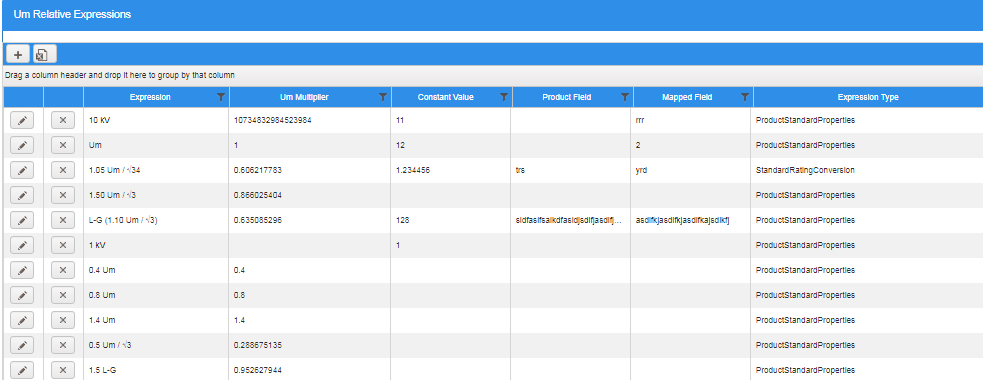 Um Relative Expressions
Drag a column header and drop it here to group by that column
Expression Um Multiplier Constant Value Product Field Mapped Field Expression Type
10 kV 10734832984523984 11 rrr ProductStandardProperties
Um 1 12 2 ProductStandardProperties
1.05 Um / √34 0.606217783 1.234456 trs yrd StandardRatingConversion
1.50 Um / √3 0.866025404 ProductStandardProperties
L-G (1.10 Um / √3) 0.635085296 128 ProductStandardProperties
1 kV 1 ProductStandardProperties
0.4 Um 0.4 ProductStandardProperties
0.8 Um 0.8 ProductStandardProperties
1.4 Um 1.4 ProductStandardProperties
0.5 Um / √3 0.288675135 ProductStandardProperties
1.5 L-G 0.952627944 ProductStandardProperties